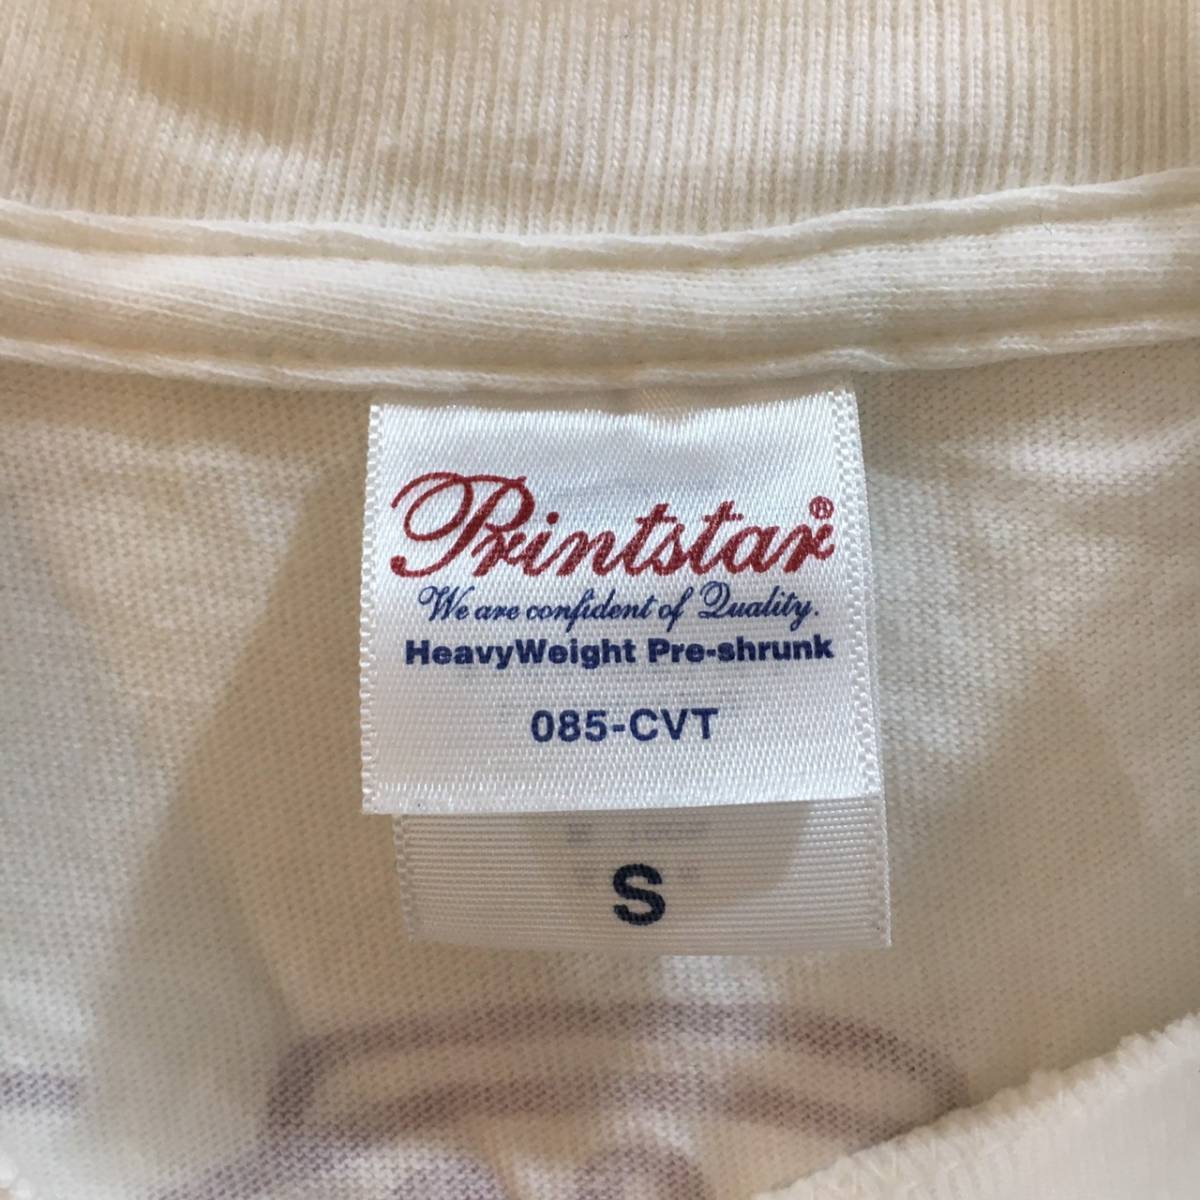 Printstar®
We are confident of Quality.
HeavyWeight Pre-shrunk
085-CVT
S